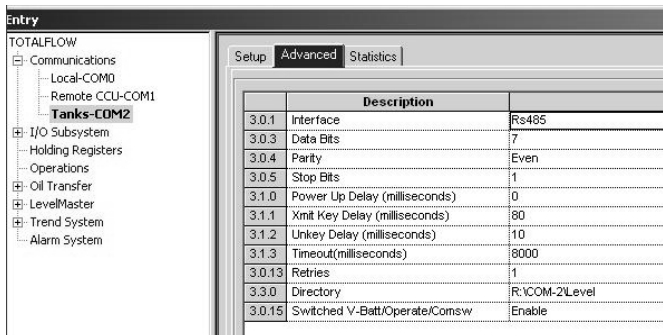 Entry
TOTALFLOW
Communications
Local-COM0
Remote CCU-COM1
Tanks-COM2
I/O Subsystem
Holding Registers
Operations
Oil Transfer
LevelMaster
Trend System
Alarm System
Setup Advanced Statistics
Description
3.0.1 Interface Rs485
3.0.3 Data Bits 7
3.0.4 Parity Even
3.0.5 Stop Bits 1
3.1.0 Power Up Delay (milliseconds) 0
3.1.1 Xmit Key Delay (milliseconds) 80
3.1.2 Unkey Delay (milliseconds) 10
3.1.3 Timeout(milliseconds) 8000
3.0.13 Retries 1
3.3.0 Directory R:\COM-2\Level
3.0.15 Switched V-Batt/Operate/Comsw Enable